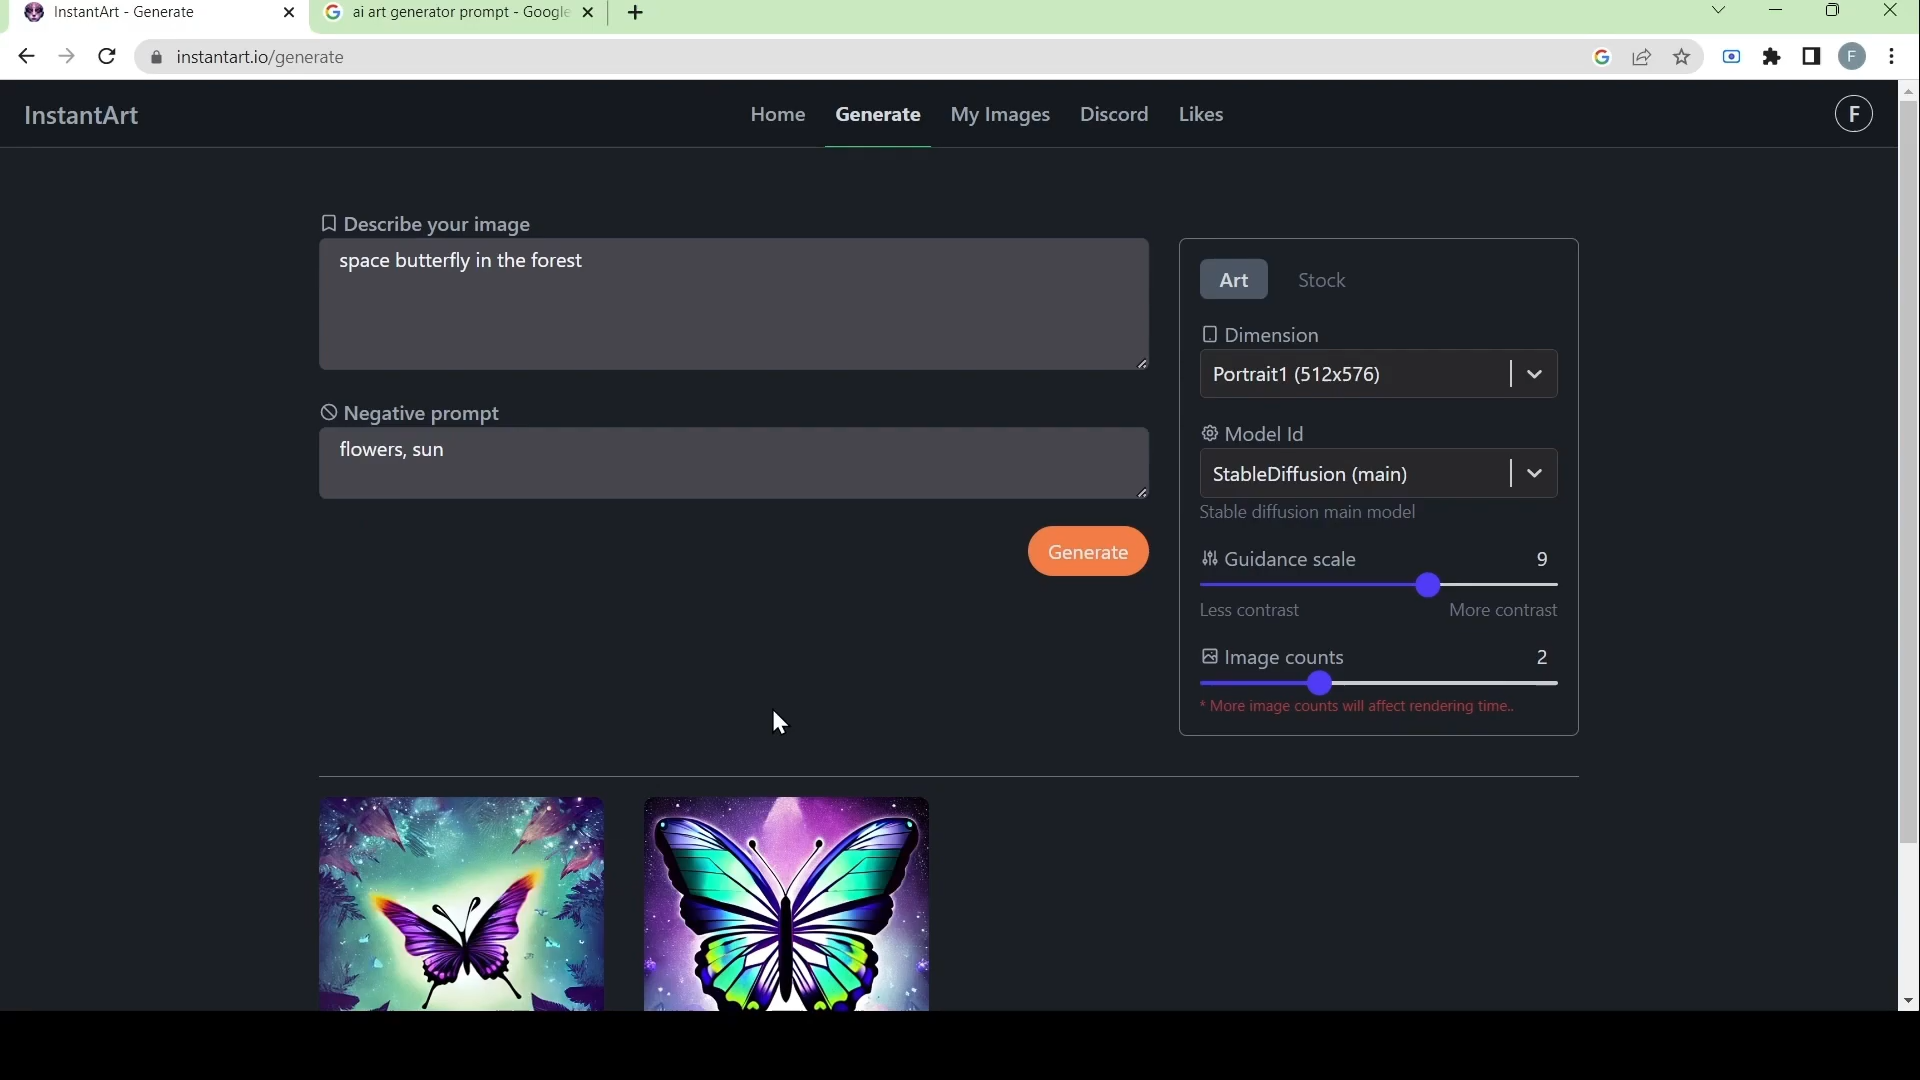 InstantArt - Generate
ai art generator prompt - Google
instantart.io/generate
F
InstantArt
Home
Generate
My Images
Discord
Likes
F
Describe your image
space butterfly in the forest
Negative prompt
flowers, sun
Generate
Art
Stock
Dimension
Portrait1 (512x576)
Model Id
StableDiffusion (main)
Stable diffusion main model
Guidance scale
9
Less contrast
More contrast
Image counts
2
* More image counts will affect rendering time..